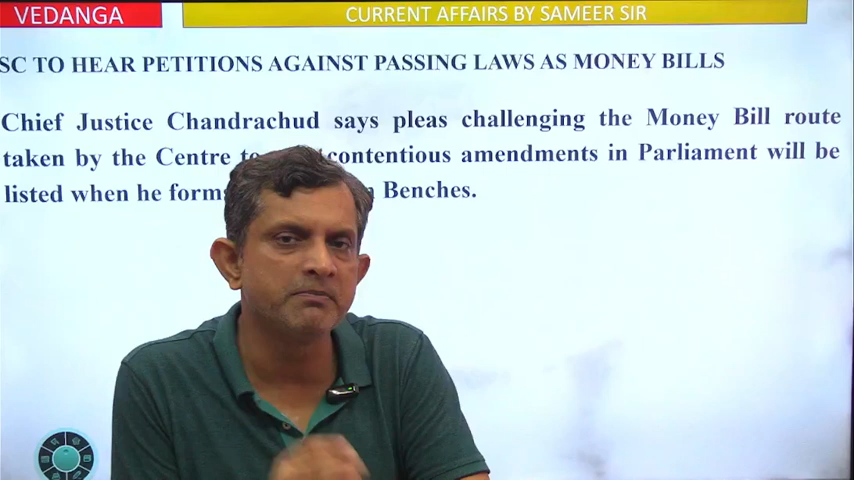 VEDANGA
CURRENT AFFAIRS BY SAMEER SIR
SC TO HEAR PETITIONS AGAINST PASSING LAWS AS MONEY BILLS
Chief Justice Chandrachud says pleas challenging the Money Bill route
taken by the Centre contentious amendments in Parliament will be
listed when he Benches.